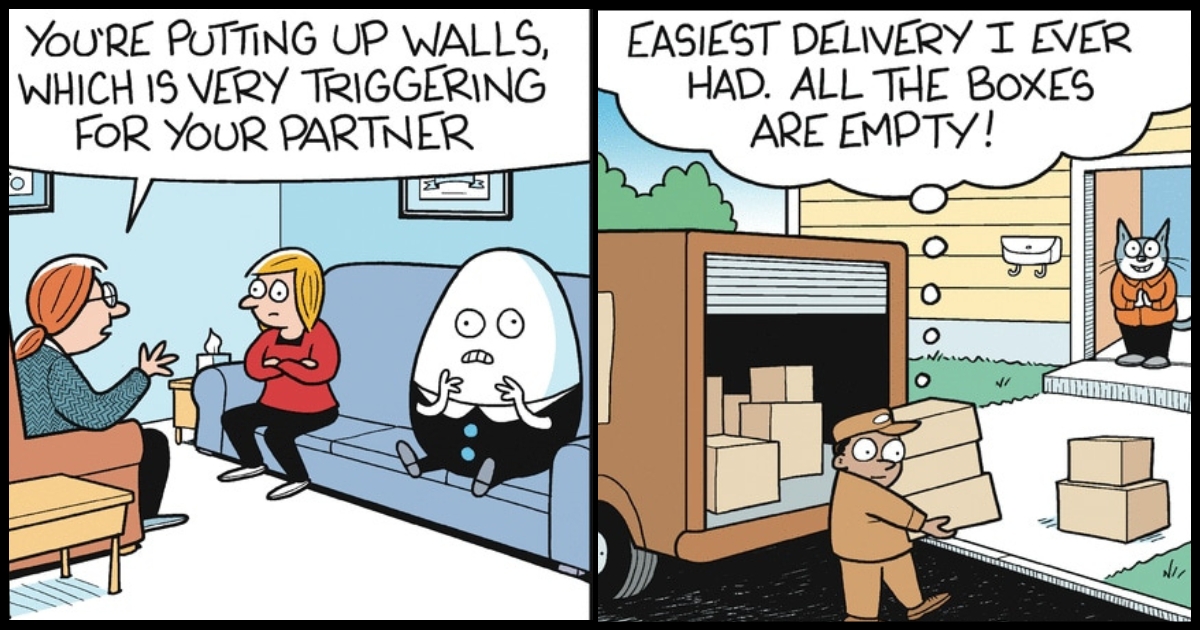 YOU'RE PUTTING UP WALLS,
WHICH IS VERY TRIGGERING
FOR YOUR PARTNER
EASIEST DELIVERY I EVER
HAD. ALL THE BOXES
ARE EMPTY!